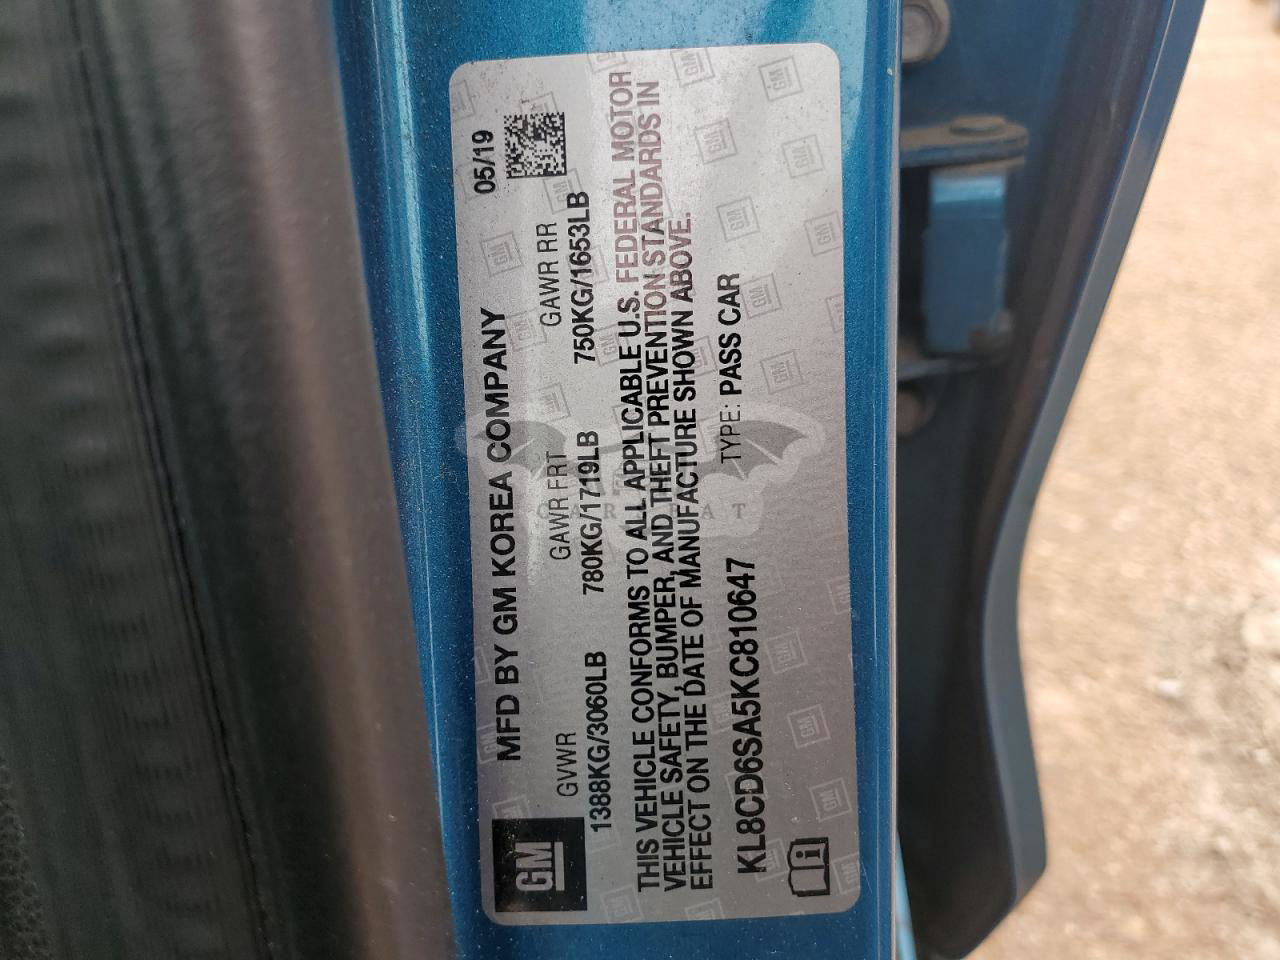 MFD BY GM KOREA COMPANY
05/19
GVWR
GAWR FRT
GAWR RR
1388KG/3060LB
780KG/1719LB
750KG/1653LB
THIS VEHICLE CONFORMS TO ALL APPLICABLE U.S. FEDERAL MOTOR
VEHICLE SAFETY, BUMPER, AND THEFT PREVENTION STANDARDS IN
EFFECT ON THE DATE OF MANUFACTURE SHOWN ABOVE.
KL8CD6SA5KC810647
TYPE: PASS CAR
GM